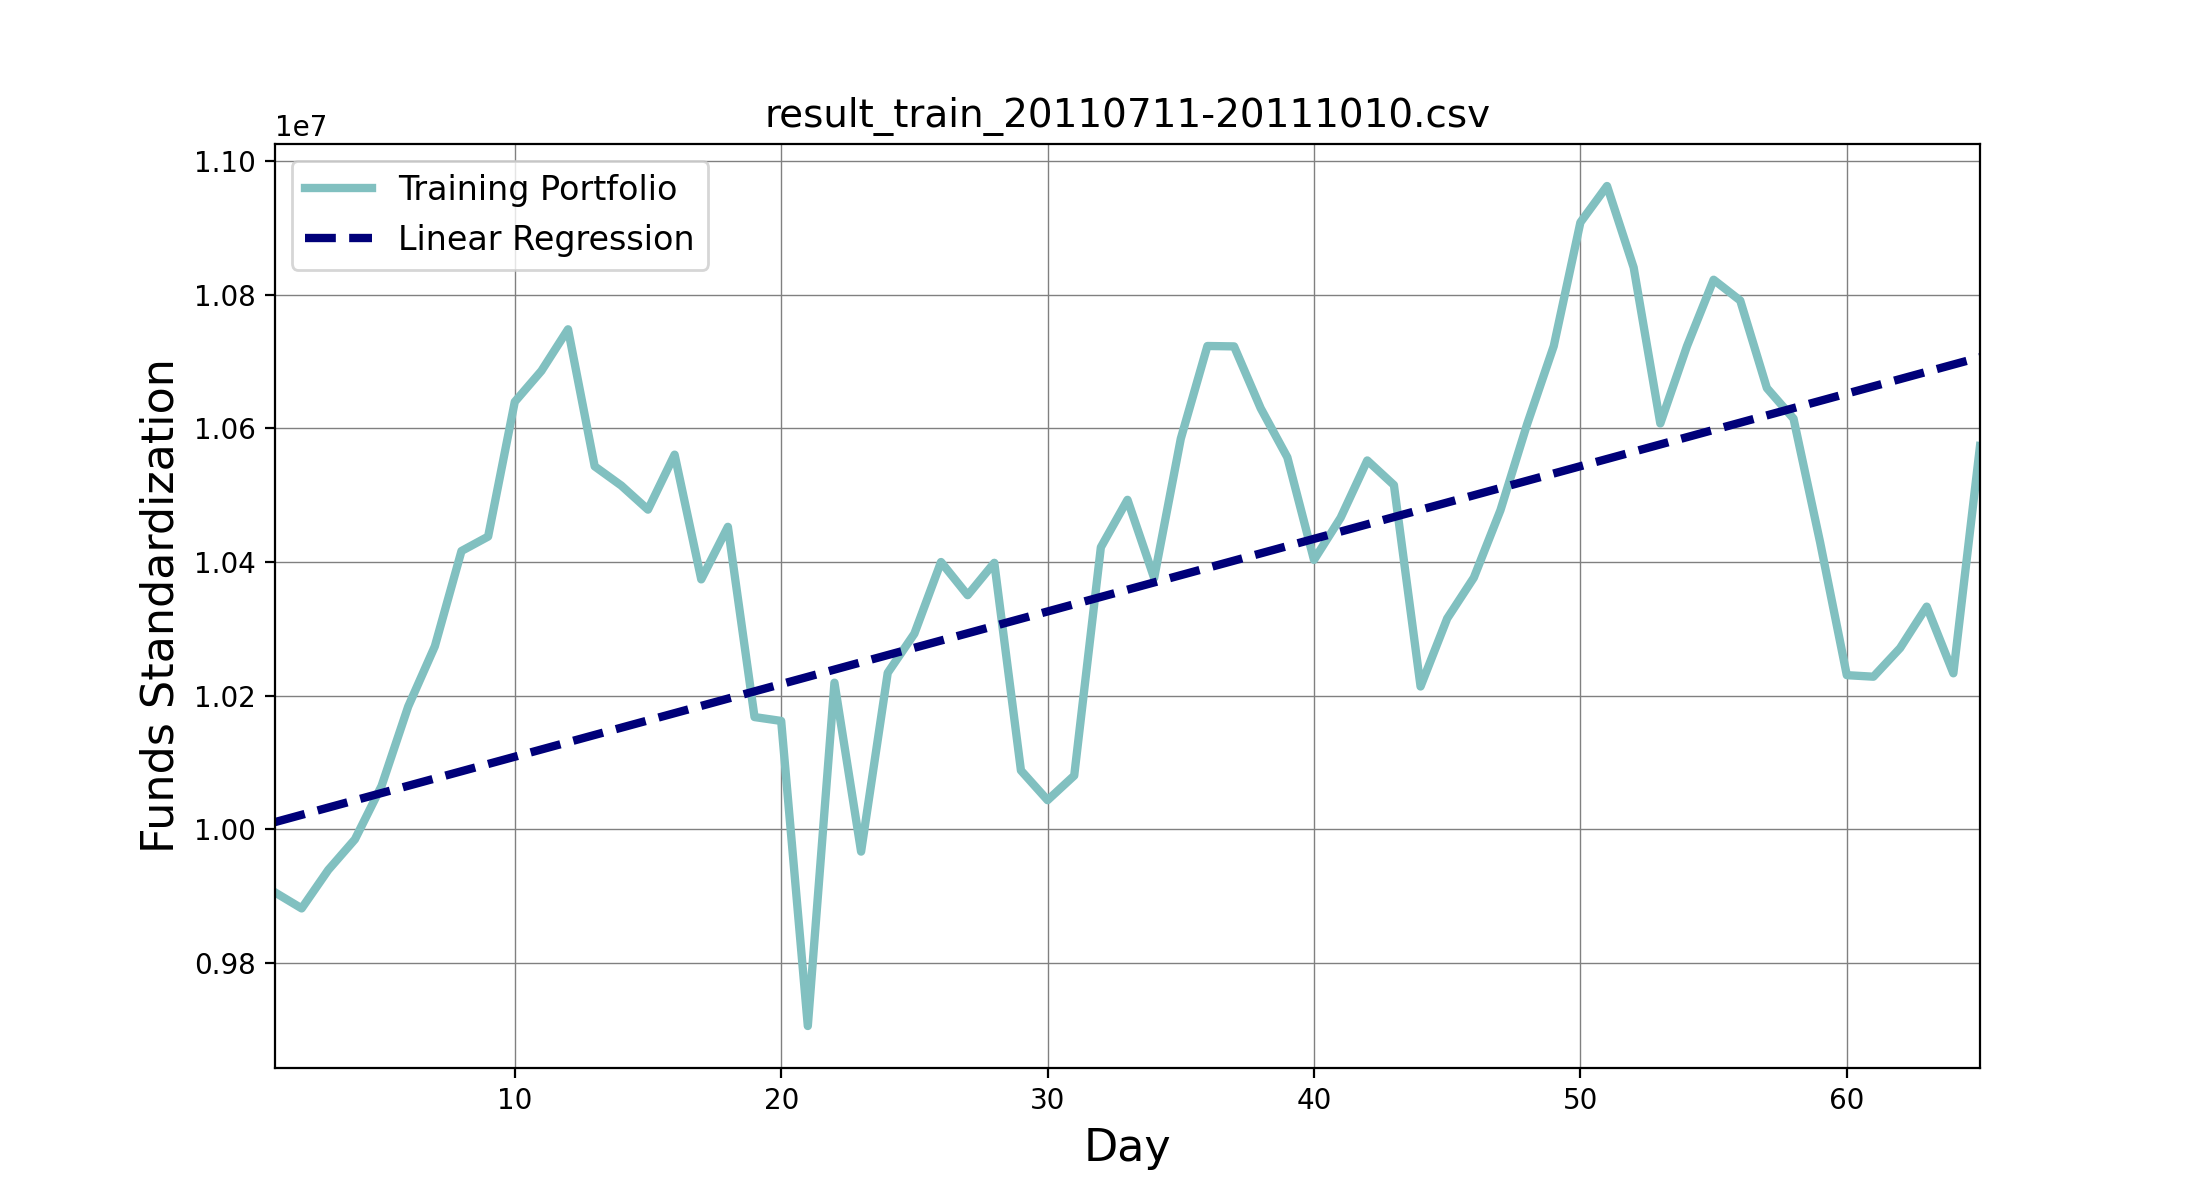 result_train_20110711-20111010.csv
1e7
Training Portfolio
Linear Regression
1.10
1.08
1.06
1.04
1.02
1.00
0.98
Funds Standardization
10 20 30 40 50 60
Day